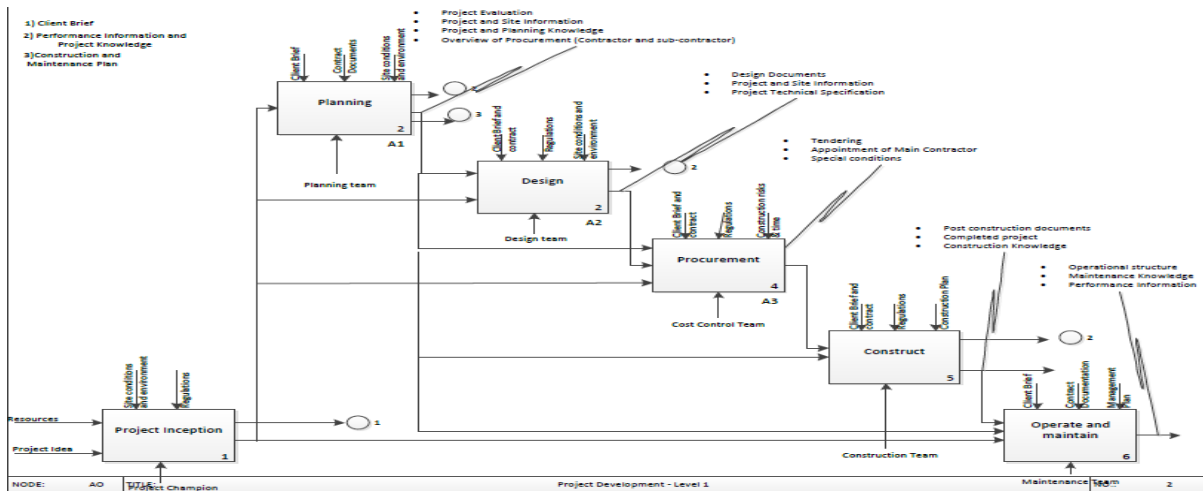 1) Client Brief
2) Performance Information and
Project Knowledge
3)Construction and
Maintenance Plan
• Project Evaluation
• Project and Site Information
• Project and Planning Knowledge
• Overview of Procurement (Contractor and sub-contractor)
Client Brief
Contract
Documents
Site conditions
and environment
Planning
2
A1
2
3
Planning team
• Design Documents
• Project and Site Information
• Project Technical Specification
Client Brief and
contract
Regulations
Site conditions and
environment
Design
2
A2
2
Design team
• Tendering
• Appointment of Main Contractor
• Special conditions
Client Brief and
contract
Regulations
Construction risks
& time
Procurement
4
A3
Cost Control Team
• Post construction documents
• Completed project
• Construction Knowledge
Client Brief and
contract
Regulations
Construction Plan
Construct
5
2
Construction Team
• Operational structure
• Maintenance Knowledge
• Performance Information
Client Brief
Contract
Documentation
Management
Plan
Operate and
maintain
6
Maintenance Team
Site conditions
and environment
Regulations
Resources
Project Idea
Project Inception
1
1
Project Champion
NODE: AO TITLE: Project Development - Level 1 NO.: 2